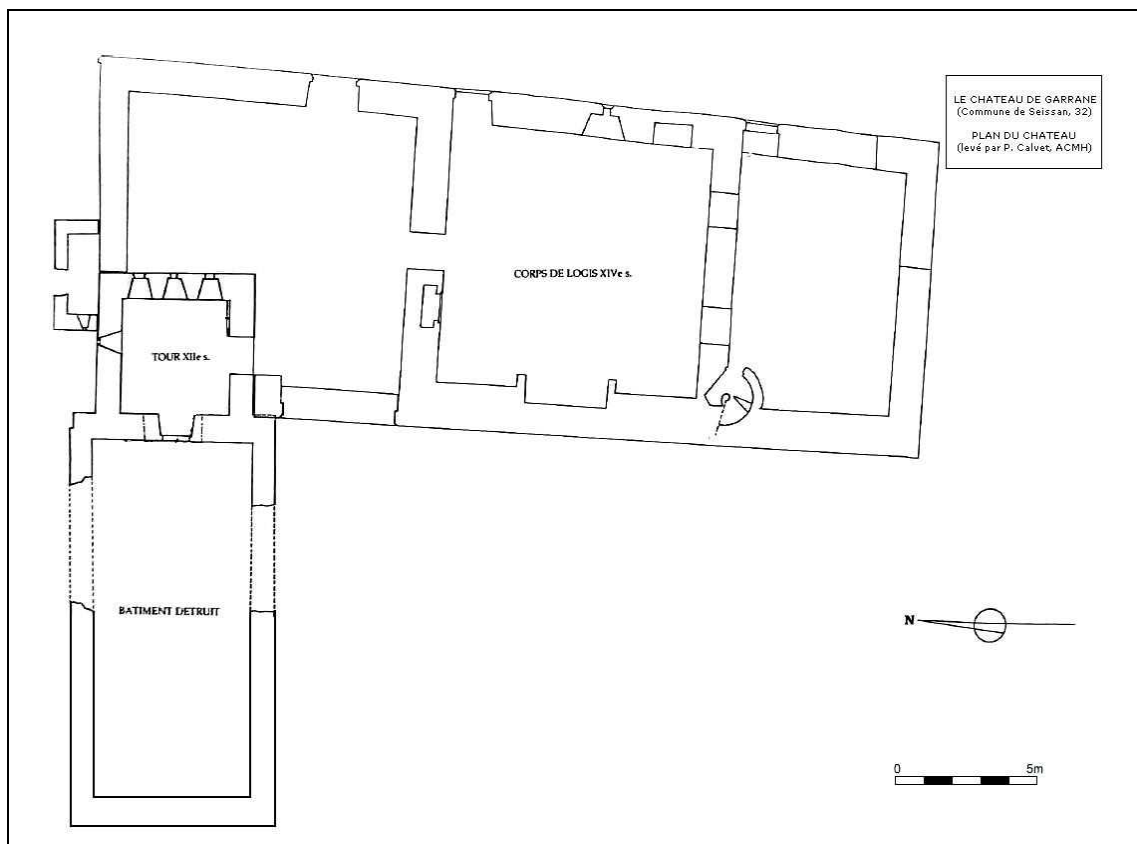 LE CHATEAU DE GARRANE
(Commune de Seissan, 32)
PLAN DU CHATEAU
(levé par P. Calvet, ACMH)
CORPS DE LOGIS XIVe s.
TOUR XIIe s.
BATIMENT DETRUIT
N
0 5m